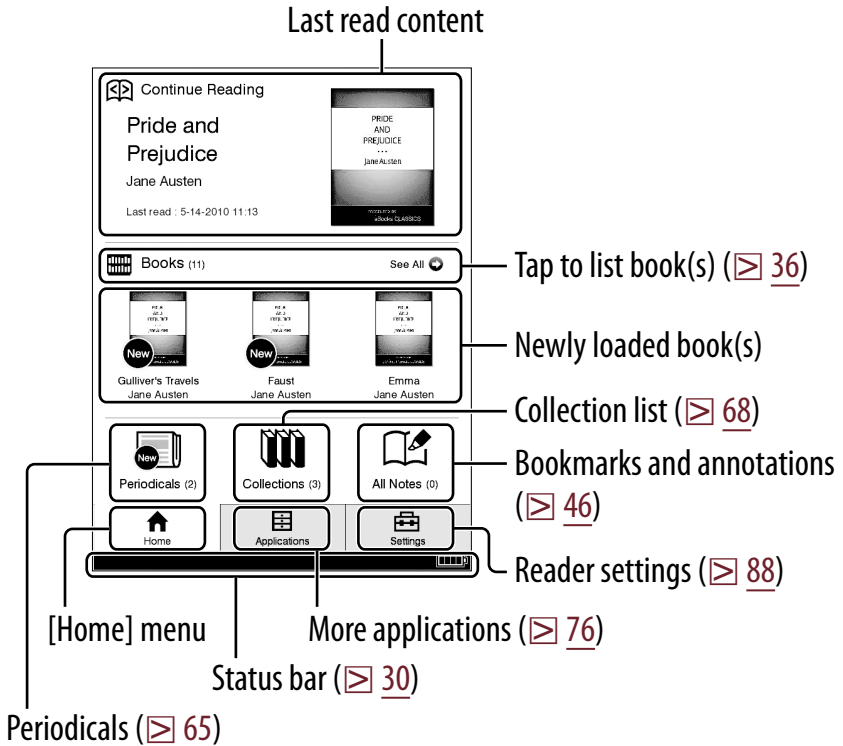 Last read content
Continue Reading
Pride and
Prejudice
Jane Austen
Last read : 5-14-2010 11:13
PRIDE
AND
PREJUDICE
...
Jane Austen
eBooks CLASSICS
Books (11)
See All
Tap to list book(s) ( 36)
New
New
Gulliver's Travels
Jane Austen
Faust
Jane Austen
Emma
Jane Austen
Newly loaded book(s)
Collection list ( 68)
New
Periodicals (2)
Collections (3)
All Notes (0)
Bookmarks and annotations
( 46)
Home
Applications
Settings
Reader settings ( 88)
[Home] menu
More applications ( 76)
Status bar ( 30)
Periodicals ( 65)